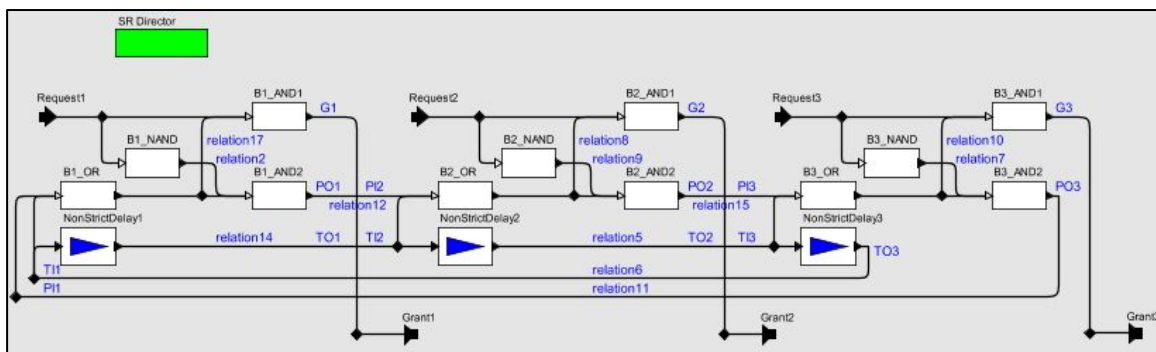 SR Director
Request1
B1_AND1
G1
Request2
B2_AND1
G2
Request3
B3_AND1
G3
B1_NAND
relation17
B2_NAND
relation8
B3_NAND
relation10
relation2
relation9
relation7
B1_OR
B1_AND2
PO1
PI2
B2_OR
B2_AND2
PO2
PI3
B3_OR
B3_AND2
PO3
relation12
relation15
NonStrictDelay1
NonStrictDelay2
NonStrictDelay3
relation14
TO1
TI2
relation5
TO2
TI3
TO3
TI1
relation6
PI1
relation11
Grant1
Grant2